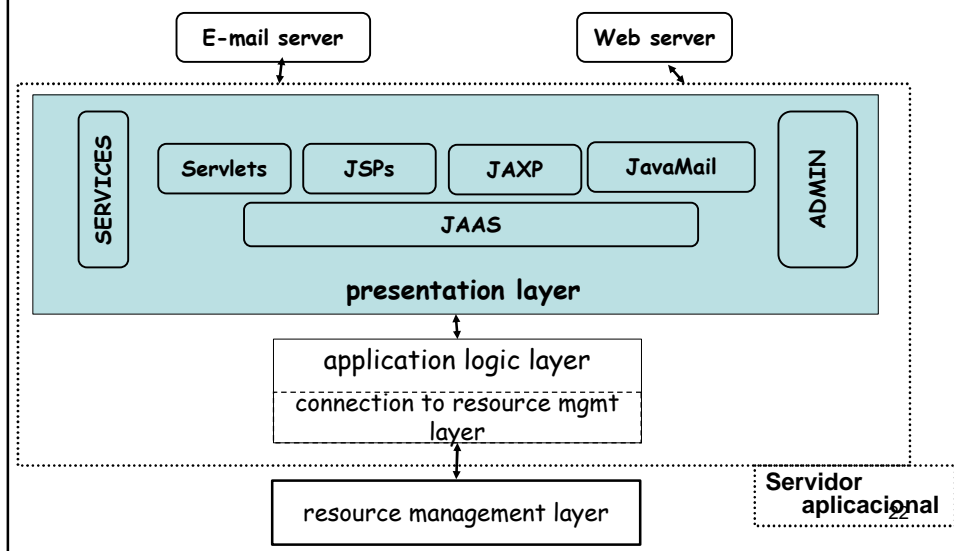 E-mail server
Web server
SERVICES
Servlets
JSPs
JAXP
JavaMail
ADMIN
JAAS
presentation layer
application logic layer
connection to resource mgmt
layer
resource management layer
Servidor
aplicacional
22